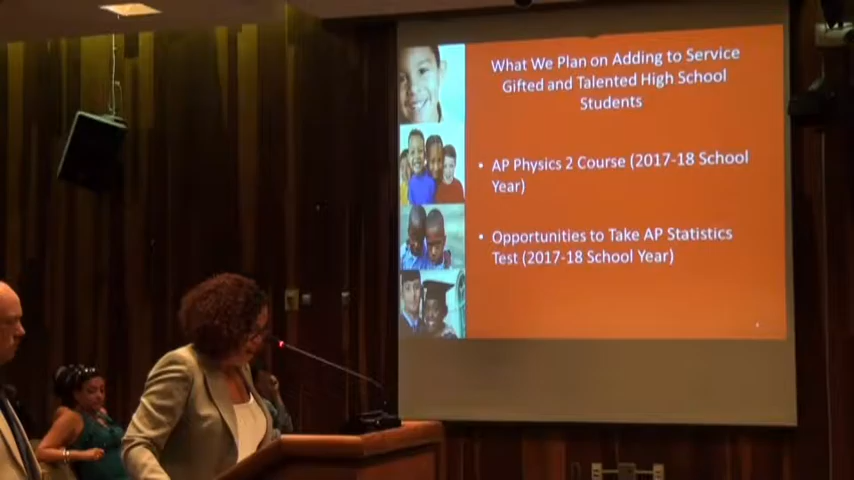 What We Plan on Adding to Service
Gifted and Talented High School
Students
• AP Physics 2 Course (2017-18 School
Year)
• Opportunities to Take AP Statistics
Test (2017-18 School Year)